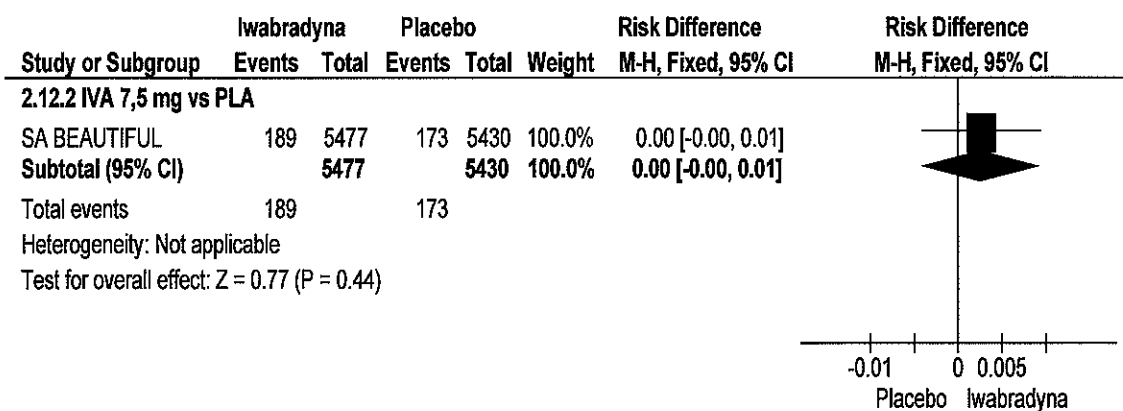 Iwabradyna Placebo Risk Difference Risk Difference
Study or Subgroup Events Total Events Total Weight M-H, Fixed, 95% CI M-H, Fixed, 95% CI
2.12.2 IVA 7,5 mg vs PLA
SA BEAUTIFUL 189 5477 173 5430 100.0% 0.00 [-0.00, 0.01]
Subtotal (95% CI) 5477 5430 100.0% 0.00 [-0.00, 0.01]
Total events 189 173
Heterogeneity: Not applicable
Test for overall effect: Z = 0.77 (P = 0.44)
-0.01 0 0.005
Placebo Iwabradyna